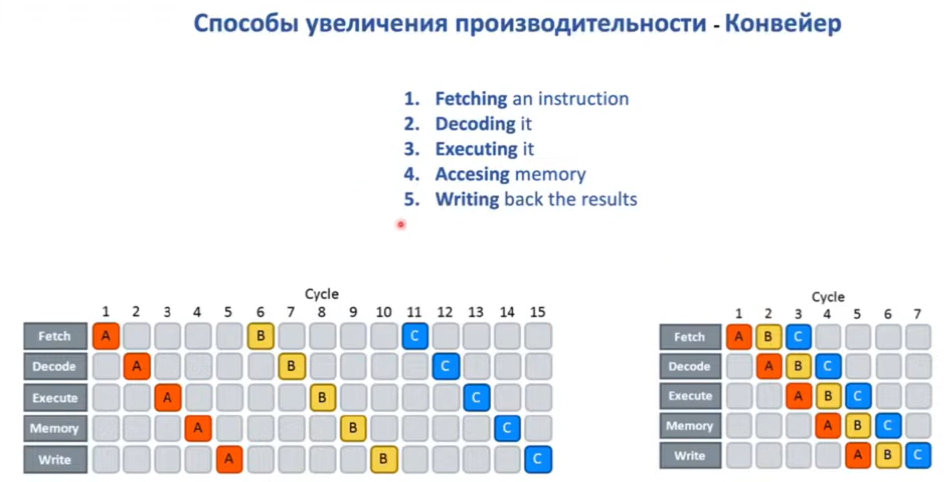 Способы увеличения производительности - Конвейер
1. Fetching an instruction
2. Decoding it
3. Executing it
4. Accesing memory
5. Writing back the results
Cycle
1 2 3 4 5 6 7 8 9 10 11 12 13 14 15
Fetch A B C
Decode A B C
Execute A B C
Memory A B C
Write A B C
Cycle
1 2 3 4 5 6 7
Fetch A B C
Decode A B C
Execute A B C
Memory A B C
Write A B C